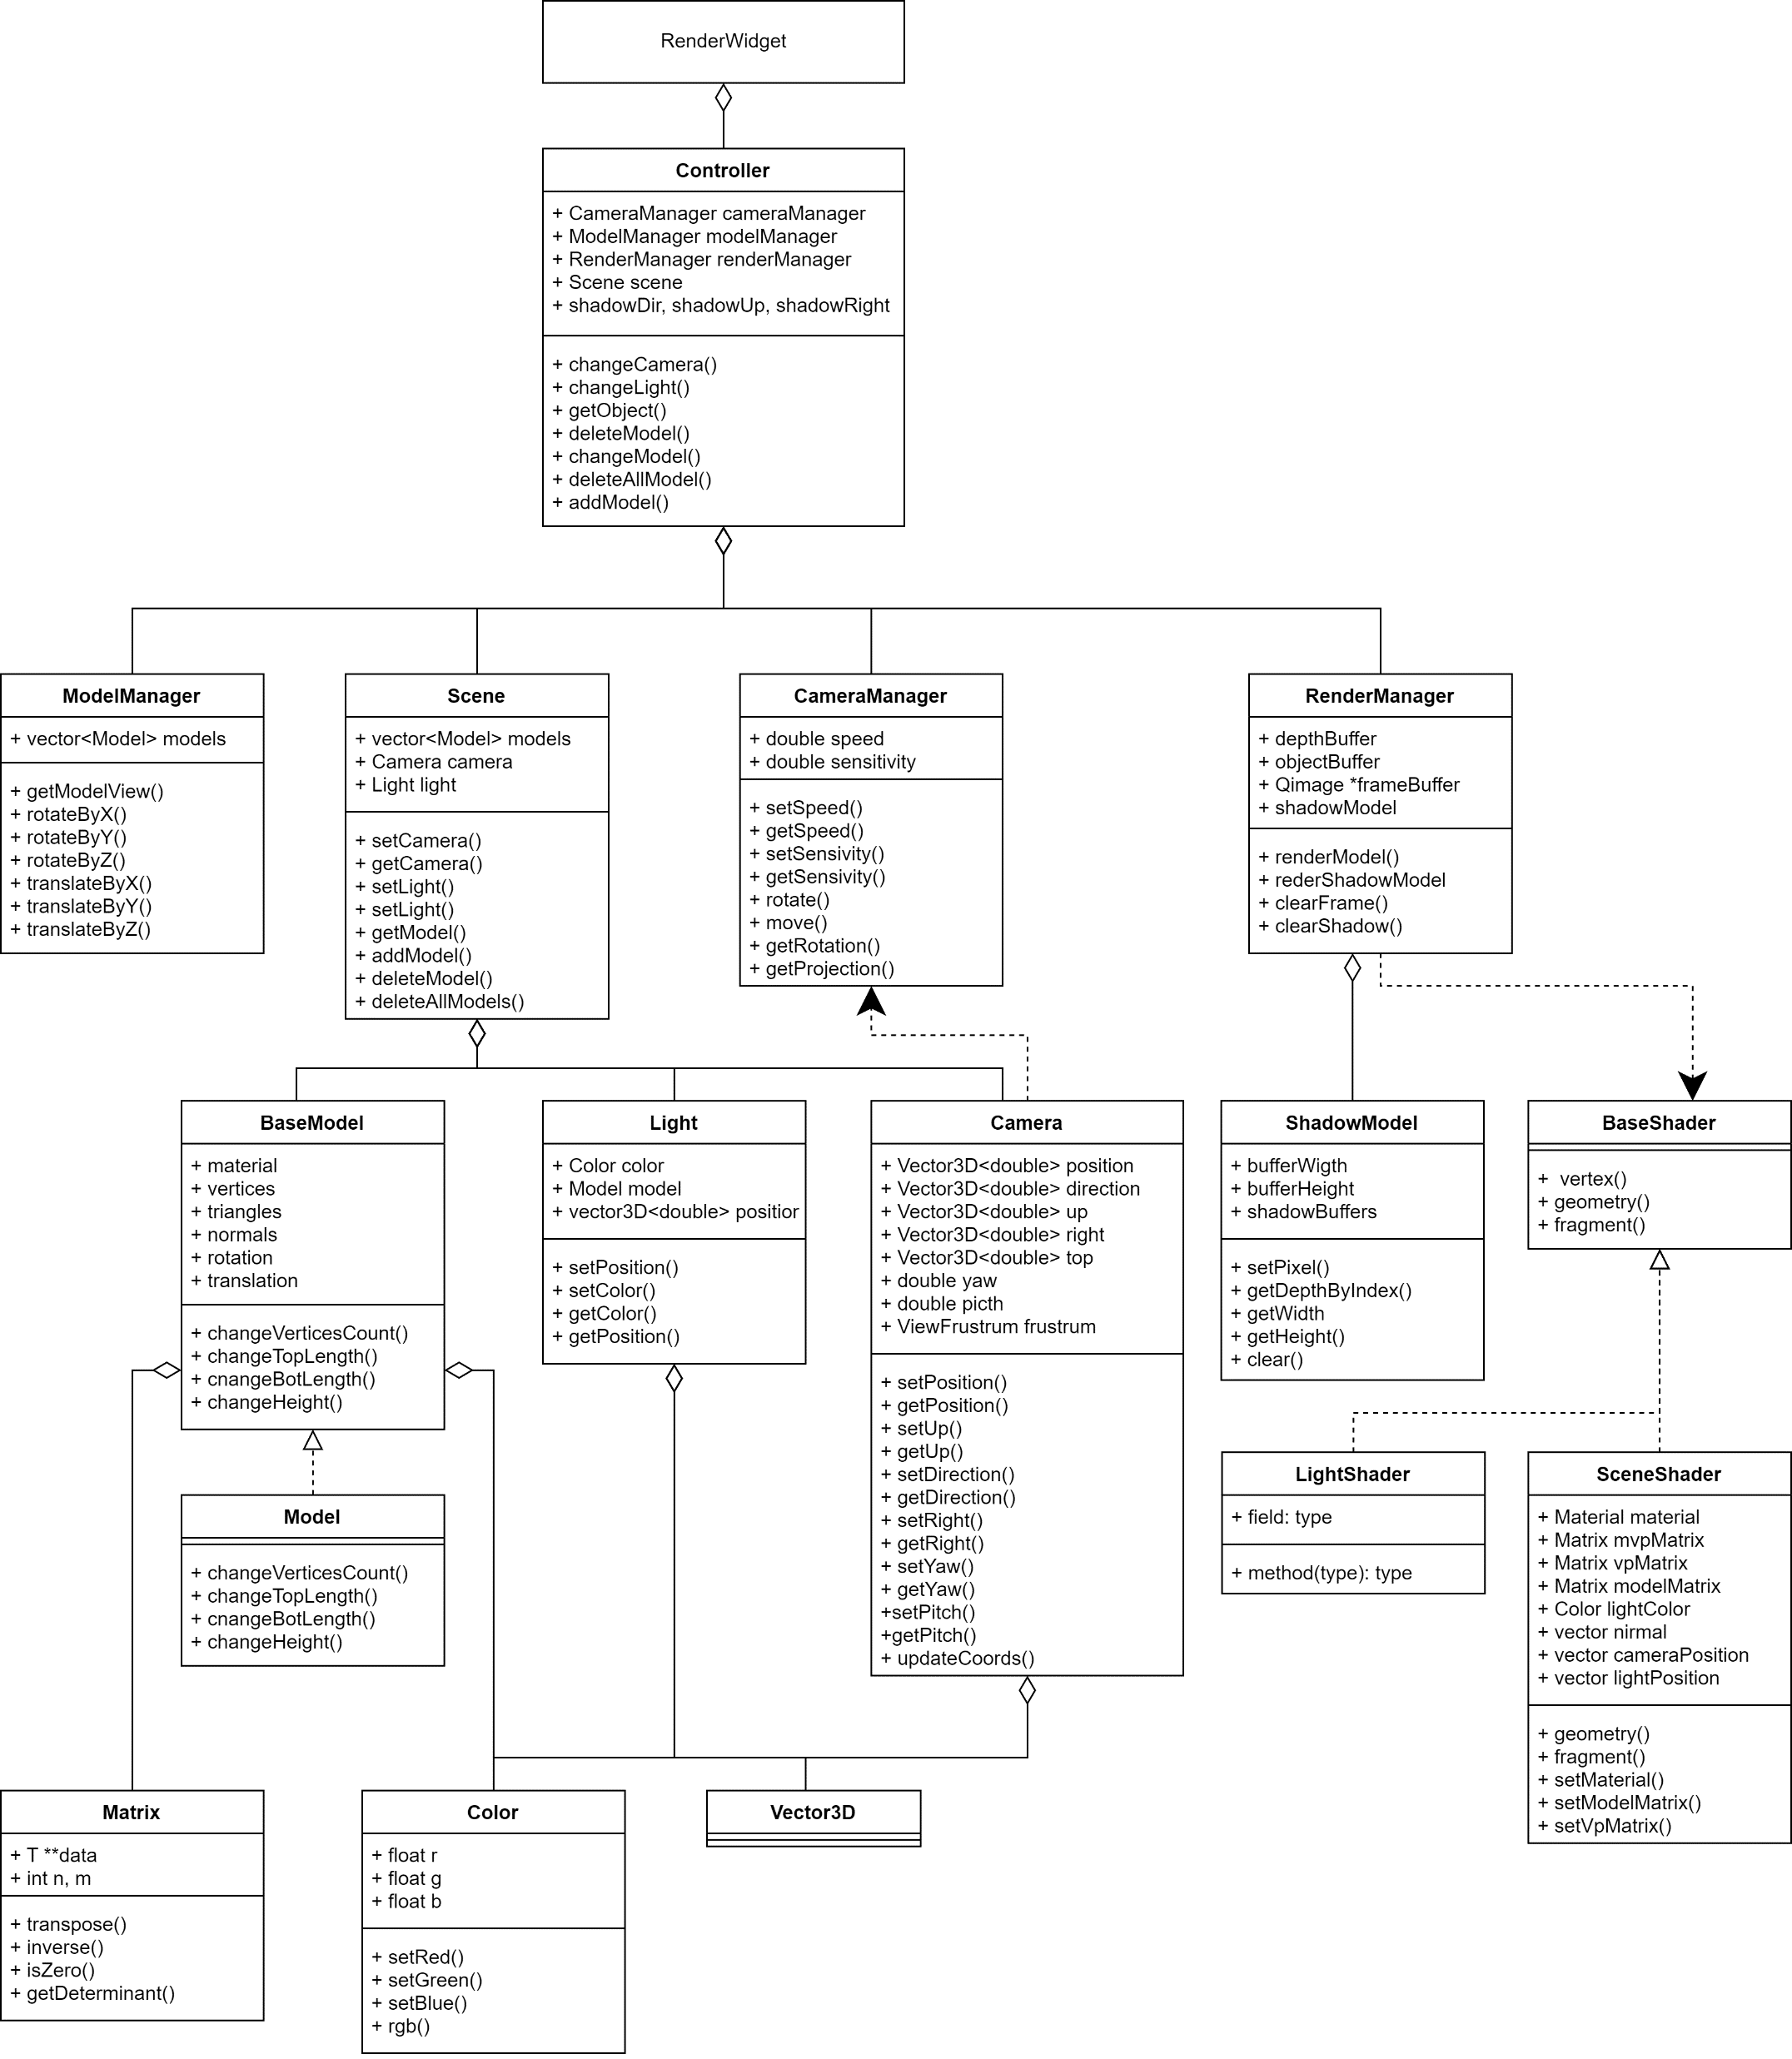 RenderWidget
Controller
+ CameraManager cameraManager
+ ModelManager modelManager
+ RenderManager renderManager
+ Scene scene
+ shadowDir, shadowUp, shadowRight
+ changeCamera()
+ changeLight()
+ getObject()
+ deleteModel()
+ changeModel()
+ deleteAllModel()
+ addModel()
ModelManager
+ vector<Model> models
+ getModelView()
+ rotateByX()
+ rotateByY()
+ rotateByZ()
+ translateByX()
+ translateByY()
+ translateByZ()
Scene
+ vector<Model> models
+ Camera camera
+ Light light
+ setCamera()
+ getCamera()
+ setLight()
+ setLight()
+ getModel()
+ addModel()
+ deleteModel()
+ deleteAllModels()
CameraManager
+ double speed
+ double sensitivity
+ setSpeed()
+ getSpeed()
+ setSensivity()
+ getSensivity()
+ rotate()
+ move()
+ getRotation()
+ getProjection()
RenderManager
+ depthBuffer
+ objectBuffer
+ Qimage *frameBuffer
+ shadowModel
+ renderModel()
+ rederShadowModel
+ clearFrame()
+ clearShadow()
BaseModel
+ material
+ vertices
+ triangles
+ normals
+ rotation
+ translation
+ changeVerticesCount()
+ changeTopLength()
+ cnangeBotLength()
+ changeHeight()
Light
+ Color color
+ Model model
+ vector3D<double> positior
+ setPosition()
+ setColor()
+ getColor()
+ getPosition()
Camera
+ Vector3D<double> position
+ Vector3D<double> direction
+ Vector3D<double> up
+ Vector3D<double> right
+ Vector3D<double> top
+ double yaw
+ double picth
+ ViewFrustrum frustrum
+ setPosition()
+ getPosition()
+ setUp()
+ getUp()
+ setDirection()
+ getDirection()
+ setRight()
+ getRight()
+ setYaw()
+ getYaw()
+setPitch()
+getPitch()
+ updateCoords()
ShadowModel
+ bufferWigth
+ bufferHeight
+ shadowBuffers
+ setPixel()
+ getDepthByIndex()
+ getWidth
+ getHeight()
+ clear()
BaseShader
+  vertex()
+ geometry()
+ fragment()
Model
+ changeVerticesCount()
+ changeTopLength()
+ cnangeBotLength()
+ changeHeight()
LightShader
+ field: type
+ method(type): type
SceneShader
+ Material material
+ Matrix mvpMatrix
+ Matrix vpMatrix
+ Matrix modelMatrix
+ Color lightColor
+ vector nirmal
+ vector cameraPosition
+ vector lightPosition
+ geometry()
+ fragment()
+ setMaterial()
+ setModelMatrix()
+ setVpMatrix()
Matrix
+ T **data
+ int n, m
+ transpose()
+ inverse()
+ isZero()
+ getDeterminant()
Color
+ float r
+ float g
+ float b
+ setRed()
+ setGreen()
+ setBlue()
+ rgb()
Vector3D